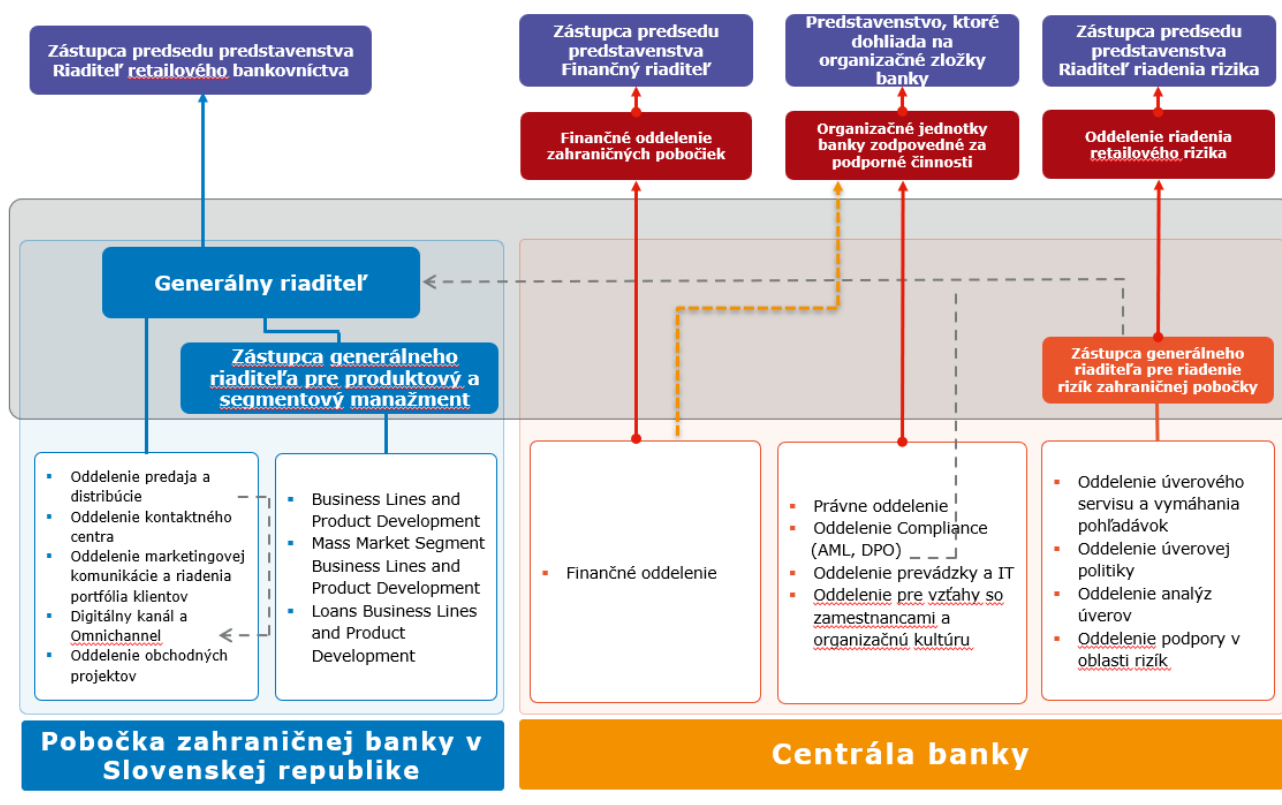 Zástupca predsedu predstavenstva
Riaditeľ retailového bankovníctva
Zástupca predsedu
predstavenstva
Finančný riaditeľ
Predstavenstvo, ktoré
dohliada na
organizačné zložky
banky
Zástupca predsedu
predstavenstva
Riaditeľ riadenia rizika
Finančné oddelenie
zahraničných pobočiek
Organizačné jednotky
banky zodpovedné za
podporné činnosti
Oddelenie riadenia
retailového rizika
Generálny riaditeľ
Zástupca generálneho
riaditeľa pre produktový a
segmentový manažment
Zástupca generálneho
riaditeľa pre riadenie
rizík zahraničnej pobočky
Oddelenie predaja a
distribúcie
Oddelenie kontaktného
centra
Oddelenie marketingovej
komunikácie a riadenia
portfólia klientov
Digitálny kanál a
Omnichannel
Oddelenie obchodných
projektov
Business Lines and
Product Development
Mass Market Segment
Business Lines and
Product Development
Loans Business Lines
and Product
Development
Finančné oddelenie
Právne oddelenie
Oddelenie Compliance
(AML, DPO)
Oddelenie prevádzky a IT
Oddelenie pre vzťahy so
zamestnancami a
organizačnú kultúru
Oddelenie úverového
servisu a vymáhania
pohľadávok
Oddelenie úverovej
politiky
Oddelenie analýz
úverov
Oddelenie podpory v
oblasti rizík
Pobočka zahraničnej banky v
Slovenskej republike
Centrála banky